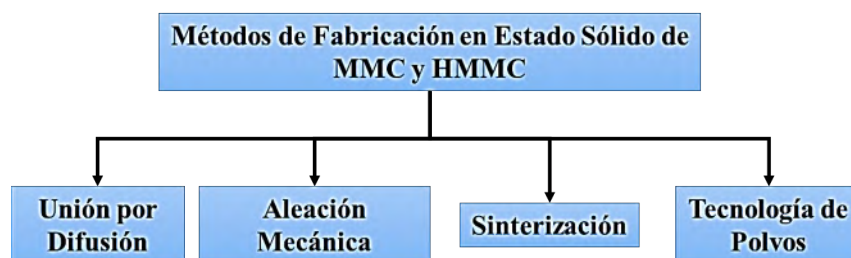 Métodos de Fabricación en Estado Sólido de
MMC y HMMC
Unión por
Difusión
Aleación
Mecánica
Sinterización
Tecnología de
Polvos